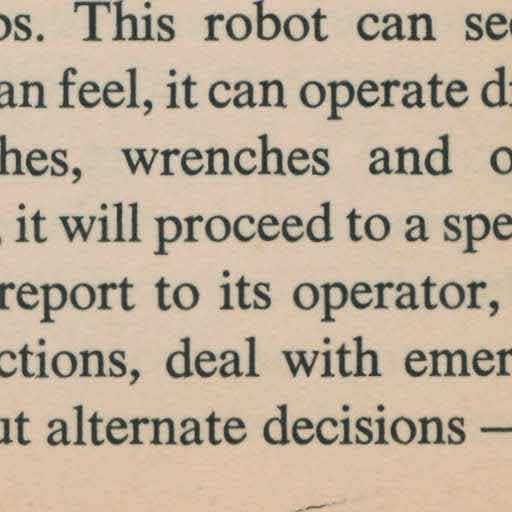 os. This robot can see
an feel, it can operate d
hes, wrenches and o
, it will proceed to a spe
report to its operator,
ctions, deal with emer
ut alternate decisions —